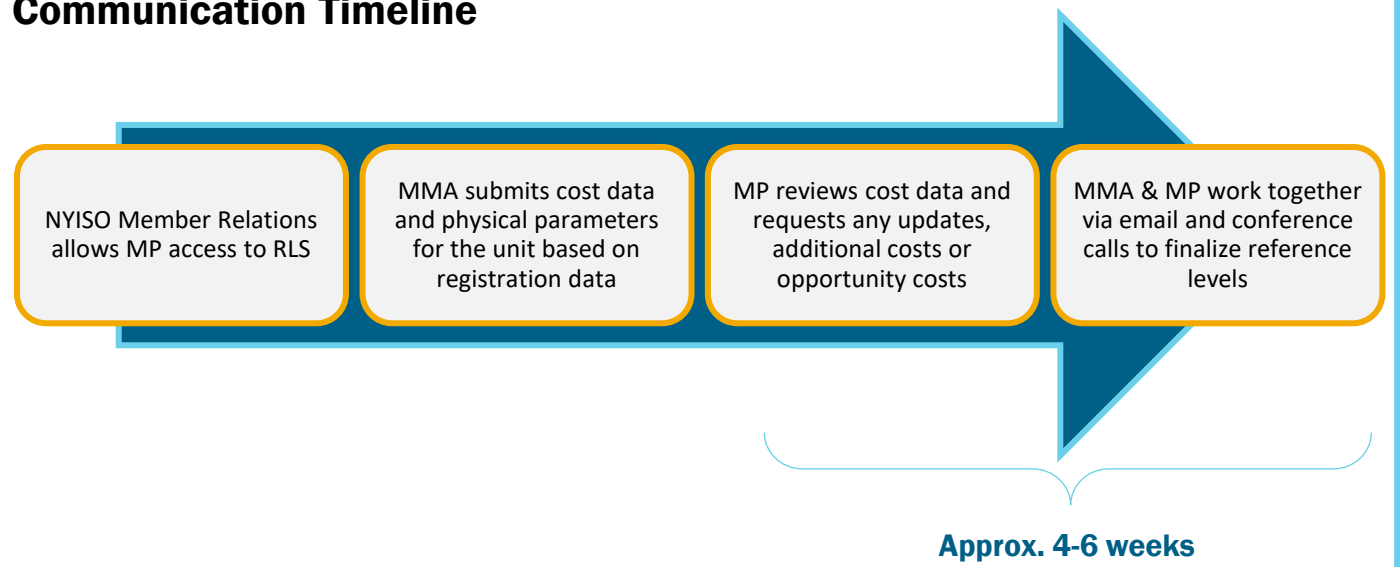 Communication Timeline
NYISO Member Relations
allows MP access to RLS
MMA submits cost data
and physical parameters
for the unit based on
registration data
MP reviews cost data and
requests any updates,
additional costs or
opportunity costs
MMA & MP work together
via email and conference
calls to finalize reference
levels
Approx. 4-6 weeks